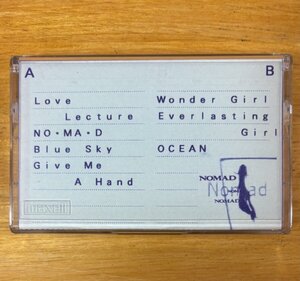 A
B
Love
Lecture
NO・MA・D
Blue Sky
Give Me
A Hand
Wonder Girl
Everlasting
Girl
OCEAN
NOMAD
Nomad
NOMAD
maxell